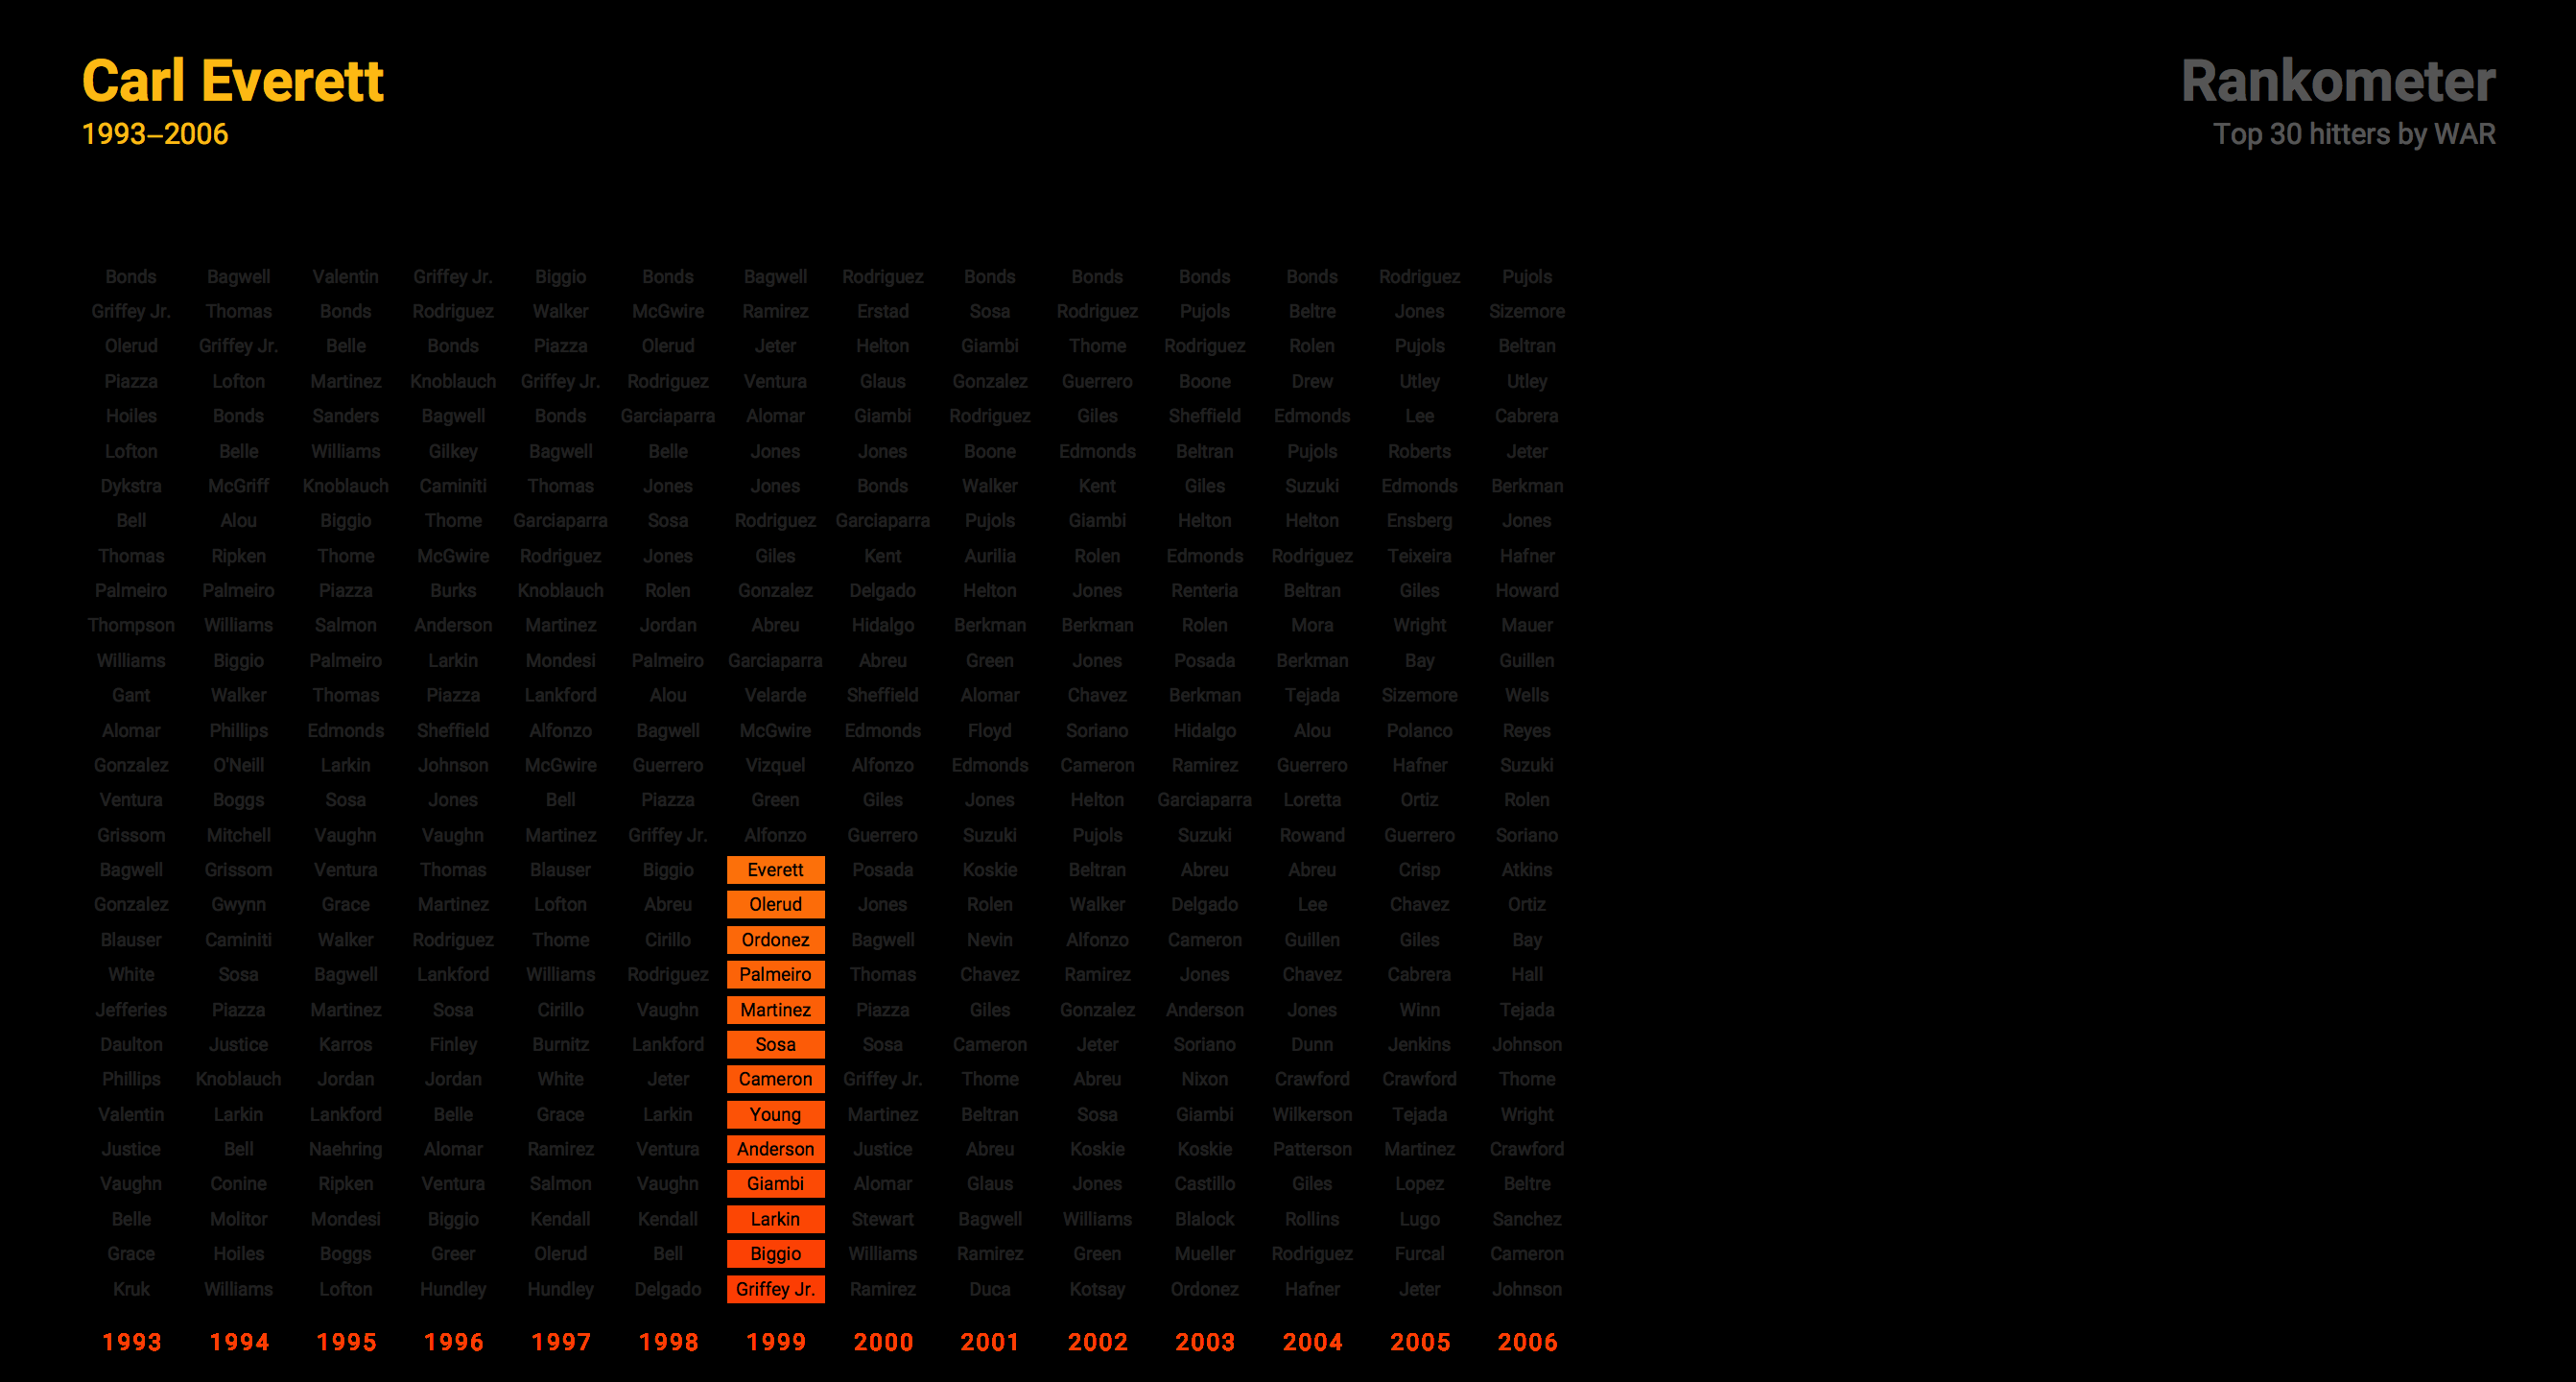 Carl Everett
1993–2006
Rankometer
Top 30 hitters by WAR
Bonds Bagwell Valentin Griffey Jr. Biggio Bonds Bagwell Rodriguez Bonds Bonds Bonds Bonds Rodriguez Pujols
Griffey Jr. Thomas Bonds Rodriguez Walker McGwire Ramirez Erstad Sosa Rodriguez Pujols Beltre Jones Sizemore
Olerud Griffey Jr. Belle Bonds Piazza Olerud Jeter Helton Giambi Thome Rodriguez Rolen Pujols Beltran
Piazza Lofton Martinez Knoblauch Griffey Jr. Rodriguez Ventura Glaus Gonzalez Guerrero Boone Drew Utley Utley
Hoiles Bonds Sanders Bagwell Bonds Garciaparra Alomar Giambi Rodriguez Giles Sheffield Edmonds Lee Cabrera
Lofton Belle Williams Gilkey Bagwell Belle Jones Jones Boone Edmonds Beltran Pujols Roberts Jeter
Dykstra McGriff Knoblauch Caminiti Thomas Jones Jones Bonds Walker Kent Giles Suzuki Edmonds Berkman
Bell Alou Biggio Thome Garciaparra Sosa Rodriguez Garciaparra Pujols Giambi Helton Helton Ensberg Jones
Thomas Ripken Thome McGwire Rodriguez Jones Giles Kent Aurilia Rolen Edmonds Rodriguez Teixeira Hafner
Palmeiro Palmeiro Piazza Burks Knoblauch Rolen Gonzalez Delgado Helton Jones Renteria Beltran Giles Howard
Thompson Williams Salmon Anderson Martinez Jordan Abreu Hidalgo Berkman Berkman Rolen Mora Wright Mauer
Williams Biggio Palmeiro Larkin Mondesi Palmeiro Garciaparra Abreu Green Jones Posada Berkman Bay Guillen
Gant Walker Thomas Piazza Lankford Alou Velarde Sheffield Alomar Chavez Berkman Tejada Sizemore Wells
Alomar Phillips Edmonds Sheffield Alfonzo Bagwell McGwire Edmonds Floyd Soriano Hidalgo Alou Polanco Reyes
Gonzalez O'Neill Larkin Johnson McGwire Guerrero Vizquel Alfonzo Edmonds Cameron Ramirez Guerrero Hafner Suzuki
Ventura Boggs Sosa Jones Bell Piazza Green Giles Jones Helton Garciaparra Loretta Ortiz Rolen
Grissom Mitchell Vaughn Vaughn Martinez Griffey Jr. Alfonzo Guerrero Suzuki Pujols Suzuki Rowand Guerrero Soriano
Bagwell Grissom Ventura Thomas Blauser Biggio Everett Posada Koskie Beltran Abreu Abreu Crisp Atkins
Gonzalez Gwynn Grace Martinez Lofton Abreu Olerud Jones Rolen Walker Delgado Lee Chavez Ortiz
Blauser Caminiti Walker Rodriguez Thome Cirillo Ordonez Bagwell Nevin Alfonzo Cameron Guillen Giles Bay
White Sosa Bagwell Lankford Williams Rodriguez Palmeiro Thomas Chavez Ramirez Jones Chavez Cabrera Hall
Jefferies Piazza Martinez Sosa Cirillo Vaughn Martinez Piazza Giles Gonzalez Anderson Jones Winn Tejada
Daulton Justice Karros Finley Burnitz Lankford Sosa Sosa Cameron Jeter Soriano Dunn Jenkins Johnson
Phillips Knoblauch Jordan Jordan White Jeter Cameron Griffey Jr. Thome Abreu Nixon Crawford Crawford Thome
Valentin Larkin Lankford Belle Grace Larkin Young Martinez Beltran Sosa Giambi Wilkerson Tejada Wright
Justice Bell Naehring Alomar Ramirez Ventura Anderson Justice Abreu Koskie Koskie Patterson Martinez Crawford
Vaughn Conine Ripken Ventura Salmon Vaughn Giambi Alomar Glaus Jones Castillo Giles Lopez Beltre
Belle Molitor Mondesi Biggio Kendall Kendall Larkin Stewart Bagwell Williams Blalock Rollins Lugo Sanchez
Grace Hoiles Boggs Greer Olerud Bell Biggio Williams Ramirez Green Mueller Rodriguez Furcal Cameron
Kruk Williams Lofton Hundley Hundley Delgado Griffey Jr. Ramirez Duca Kotsay Ordonez Hafner Jeter Johnson
1993 1994 1995 1996 1997 1998 1999 2000 2001 2002 2003 2004 2005 2006